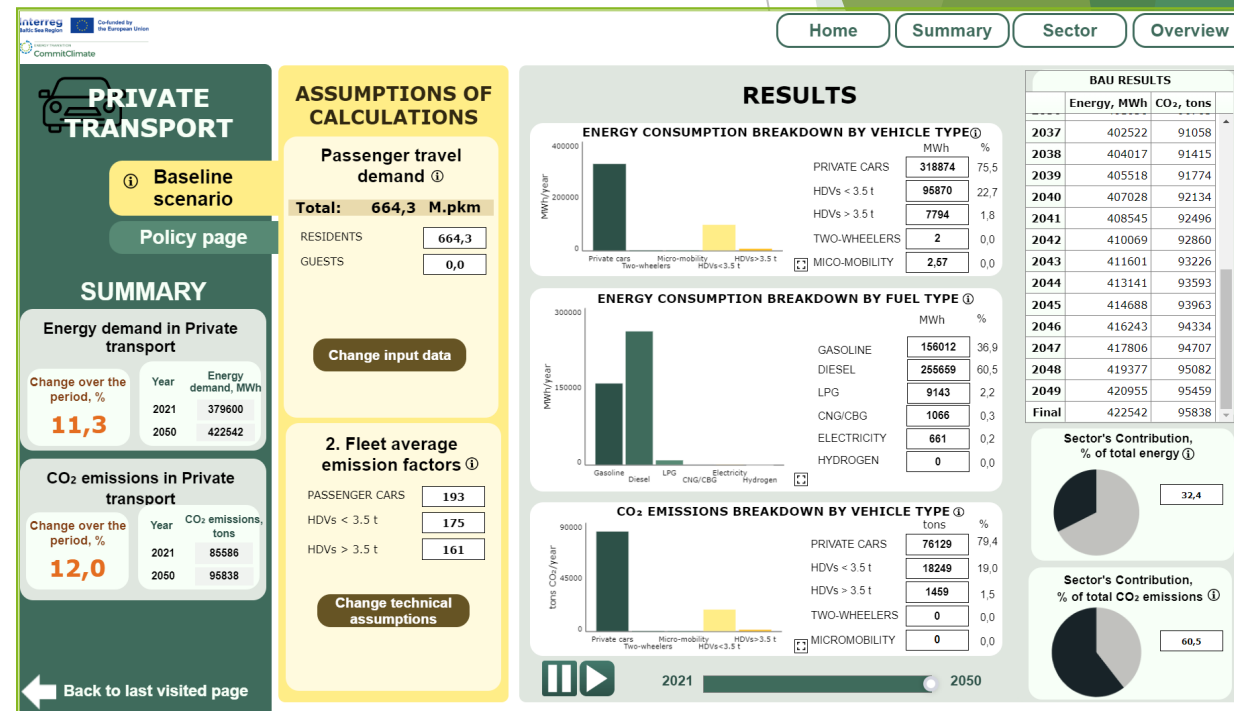 Interreg
Baltic Sea Region
Co-funded by
the European Union
ENERGY TRANSITION
CommitClimate
Home
Summary
Sector
Overview
PRIVATE
TRANSPORT
ⓘ Baseline
scenario
Policy page
SUMMARY
Energy demand in Private
transport
Change over the
period, %
11,3
Year Energy
demand, MWh
2021 379600
2050 422542
CO₂ emissions in Private
transport
Change over the
period, %
12,0
Year CO₂ emissions,
tons
2021 85586
2050 95838
Back to last visited page
ASSUMPTIONS OF
CALCULATIONS
Passenger travel
demand ⓘ
Total: 664,3 M.pkm
RESIDENTS 664,3
GUESTS 0,0
Change input data
2. Fleet average
emission factors ⓘ
PASSENGER CARS 193
HDVs < 3.5 t 175
HDVs > 3.5 t 161
Change technical
assumptions
RESULTS
ENERGY CONSUMPTION BREAKDOWN BY VEHICLE TYPE ⓘ
MWh/year
400000
200000
0
Private cars
Two-wheelers
Micro-mobility
HDVs<3.5 t
HDVs>3.5 t
MWh %
PRIVATE CARS 318874 75,5
HDVs < 3.5 t 95870 22,7
HDVs > 3.5 t 7794 1,8
TWO-WHEELERS 2 0,0
MICO-MOBILITY 2,57 0,0
ENERGY CONSUMPTION BREAKDOWN BY FUEL TYPE ⓘ
MWh/year
300000
150000
0
Gasoline
Diesel
LPG
CNG/CBG
Electricity
Hydrogen
MWh %
GASOLINE 156012 36,9
DIESEL 255659 60,5
LPG 9143 2,2
CNG/CBG 1066 0,3
ELECTRICITY 661 0,2
HYDROGEN 0 0,0
CO₂ EMISSIONS BREAKDOWN BY VEHICLE TYPE ⓘ
tons CO₂/year
90000
45000
0
Private cars
Two-wheelers
Micro-mobility
HDVs<3.5 t
HDVs>3.5 t
tons %
PRIVATE CARS 76129 79,4
HDVs < 3.5 t 18249 19,0
HDVs > 3.5 t 1459 1,5
TWO-WHEELERS 0 0,0
MICROMOBILITY 0 0,0
2021 2050
BAU RESULTS
Energy, MWh CO₂, tons
2037 402522 91058
2038 404017 91415
2039 405518 91774
2040 407028 92134
2041 408545 92496
2042 410069 92860
2043 411601 93226
2044 413141 93593
2045 414688 93963
2046 416243 94334
2047 417806 94707
2048 419377 95082
2049 420955 95459
Final 422542 95838
Sector's Contribution,
% of total energy ⓘ
32,4
Sector's Contribution,
% of total CO₂ emissions ⓘ
60,5